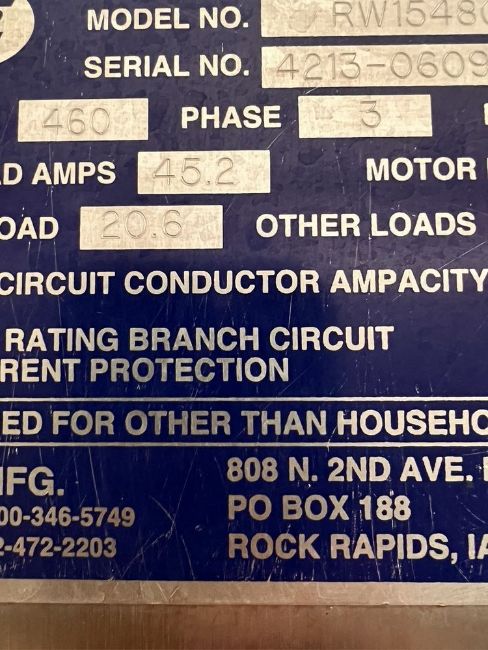 MODEL NO. RW1548
SERIAL NO. 4213-0609
460 PHASE 3
D AMPS 45.2 MOTOR
OAD 20.6 OTHER LOADS
CIRCUIT CONDUCTOR AMPACITY
RATING BRANCH CIRCUIT
RENT PROTECTION
ED FOR OTHER THAN HOUSEHO
MFG. 808 N. 2ND AVE.
00-346-5749 PO BOX 188
2-472-2203 ROCK RAPIDS, IA